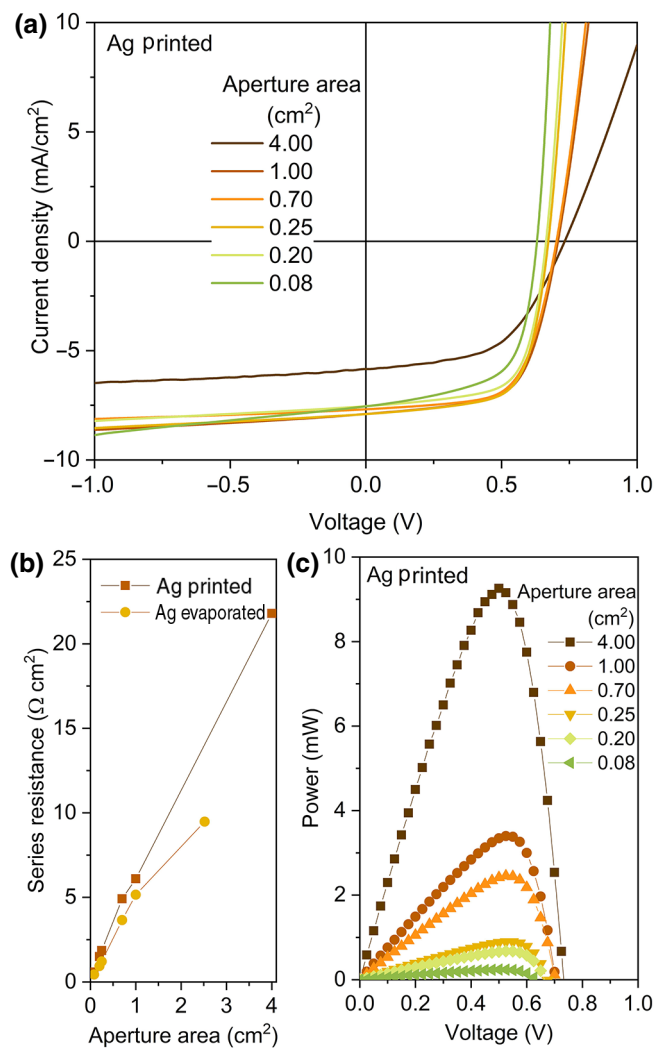 (a)
Ag printed
Aperture area
(cm²)
4.00
1.00
0.70
0.25
0.20
0.08
10
5
0
−5
−10
Current density (mA/cm²)
−1.0 −0.5 0.0 0.5 1.0
Voltage (V)
(b)
Ag printed
Ag evaporated
25
20
15
10
5
0
Series resistance (Ω cm²)
0 1 2 3 4
Aperture area (cm²)
(c)
Ag printed
Aperture area
(cm²)
4.00
1.00
0.70
0.25
0.20
0.08
10
8
6
4
2
0
Power (mW)
0.0 0.2 0.4 0.6 0.8 1.0
Voltage (V)